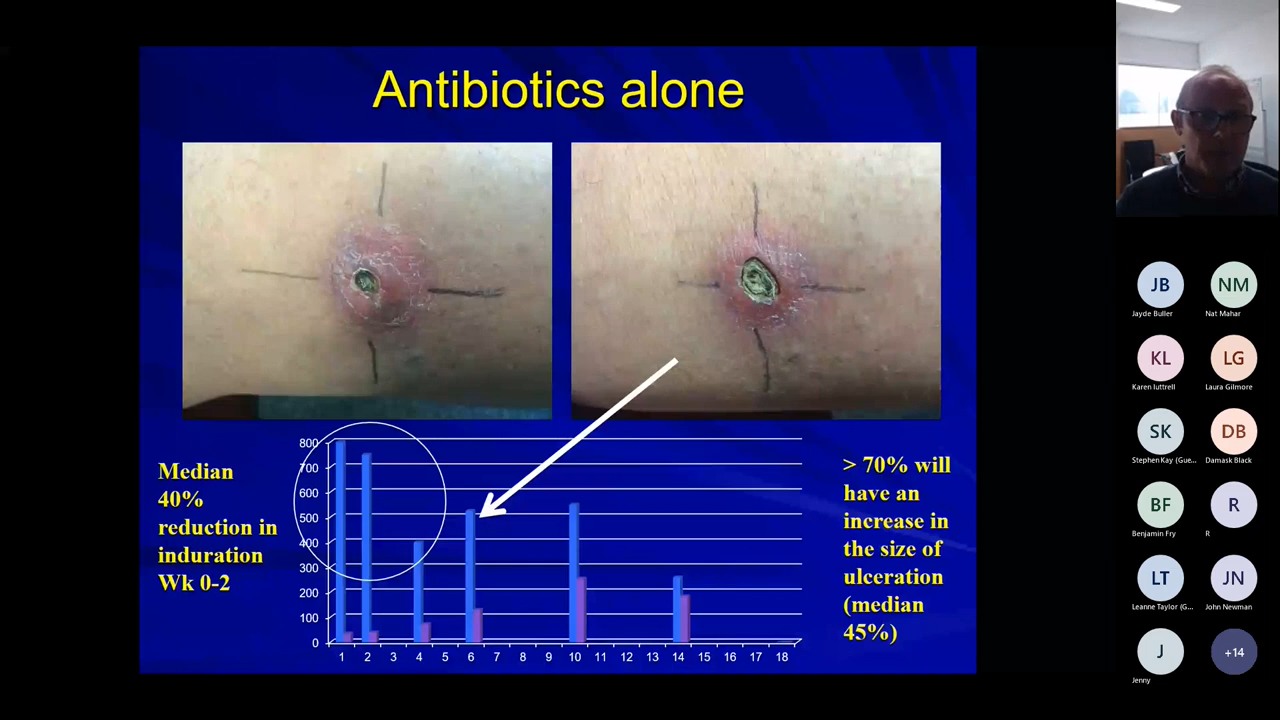 Antibiotics alone
Median
40%
reduction in
induration
Wk 0-2
800
700
600
500
400
300
200
100
0
1 2 3 4 5 6 7 8 9 10 11 12 13 14 15 16 17 18
> 70% will
have an
increase in
the size of
ulceration
(median
45%)
JB NM
Jayde Buller Nat Mahar
KL LG
Karen luttrell Laura Gilmore
SK DB
Stephen Kay (Gue... Damask Black
BF R
Benjamin Fry R
LT JN
Leanne Taylor (G... John Newman
J +14
Jenny